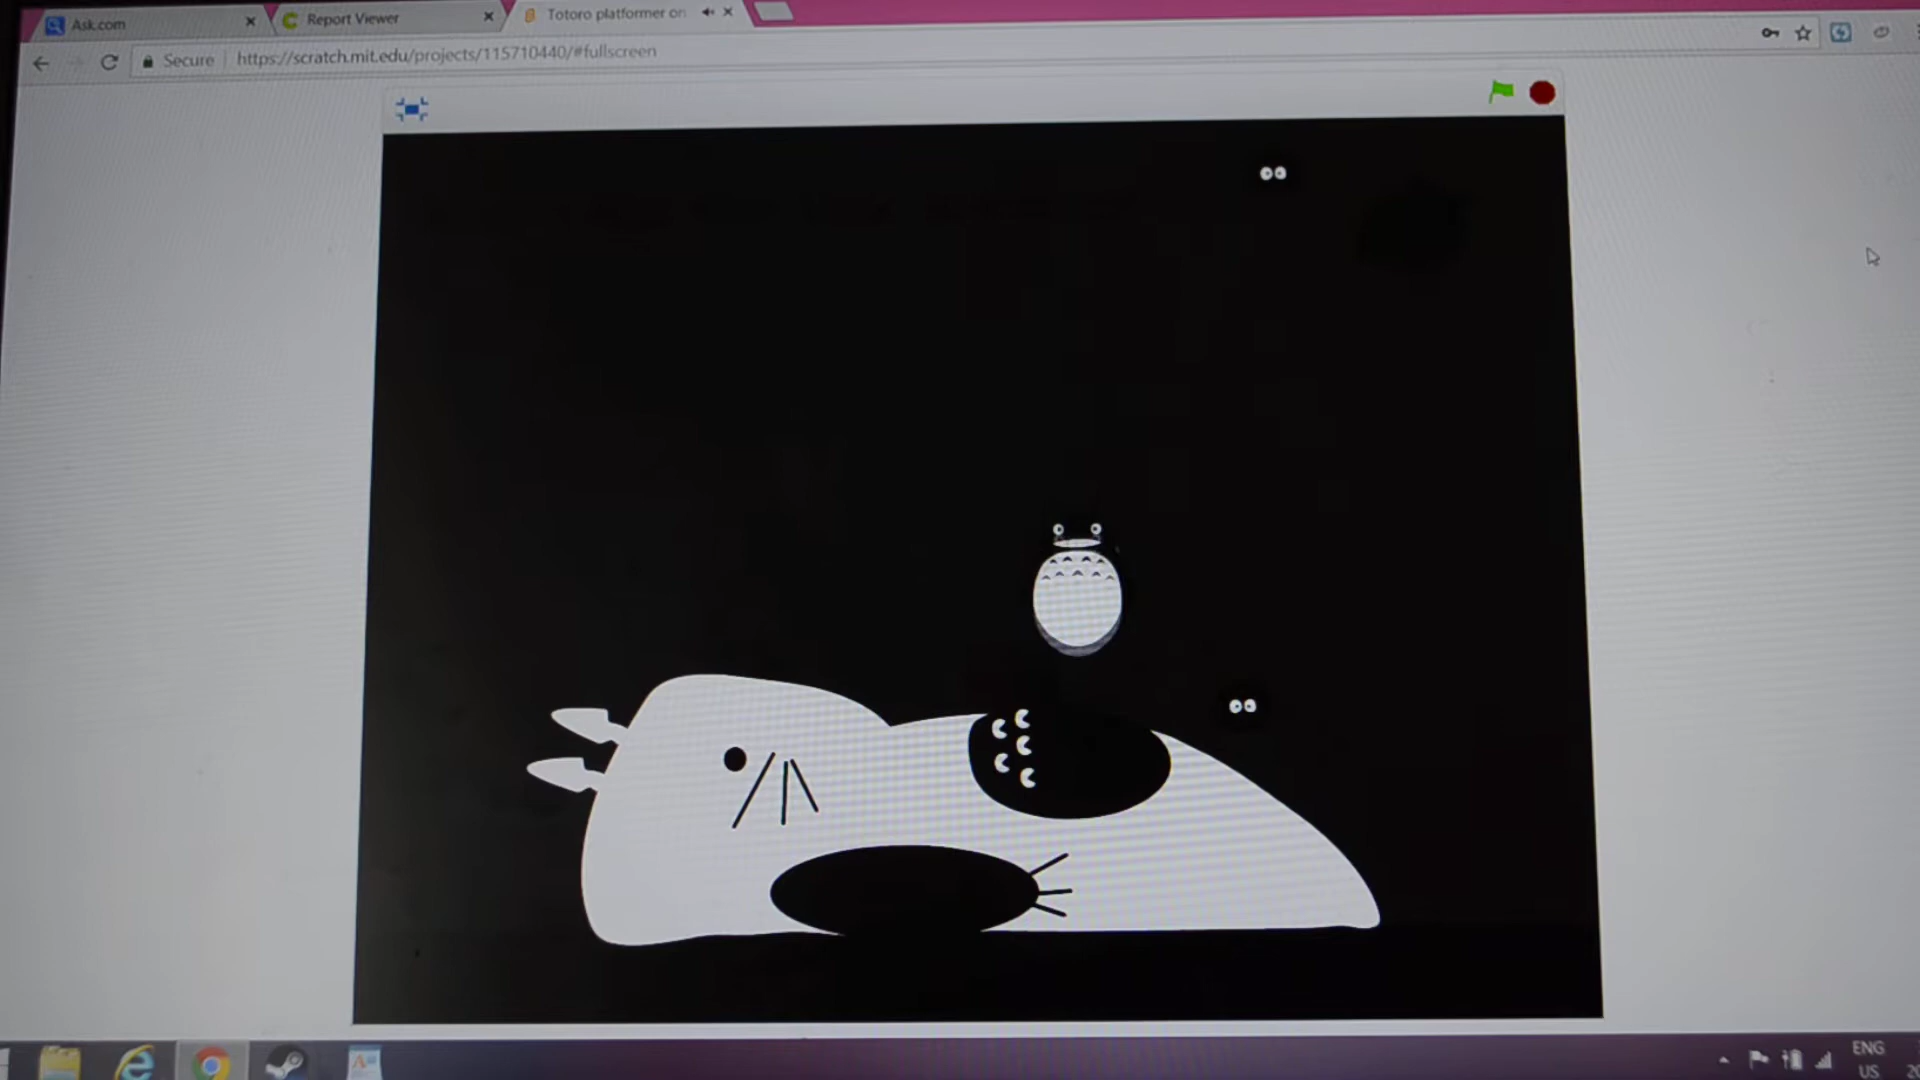 Ask.com
Report Viewer
Totoro platformer on
Secure
https://scratch.mit.edu/projects/115710440/#fullscreen
ENG
US